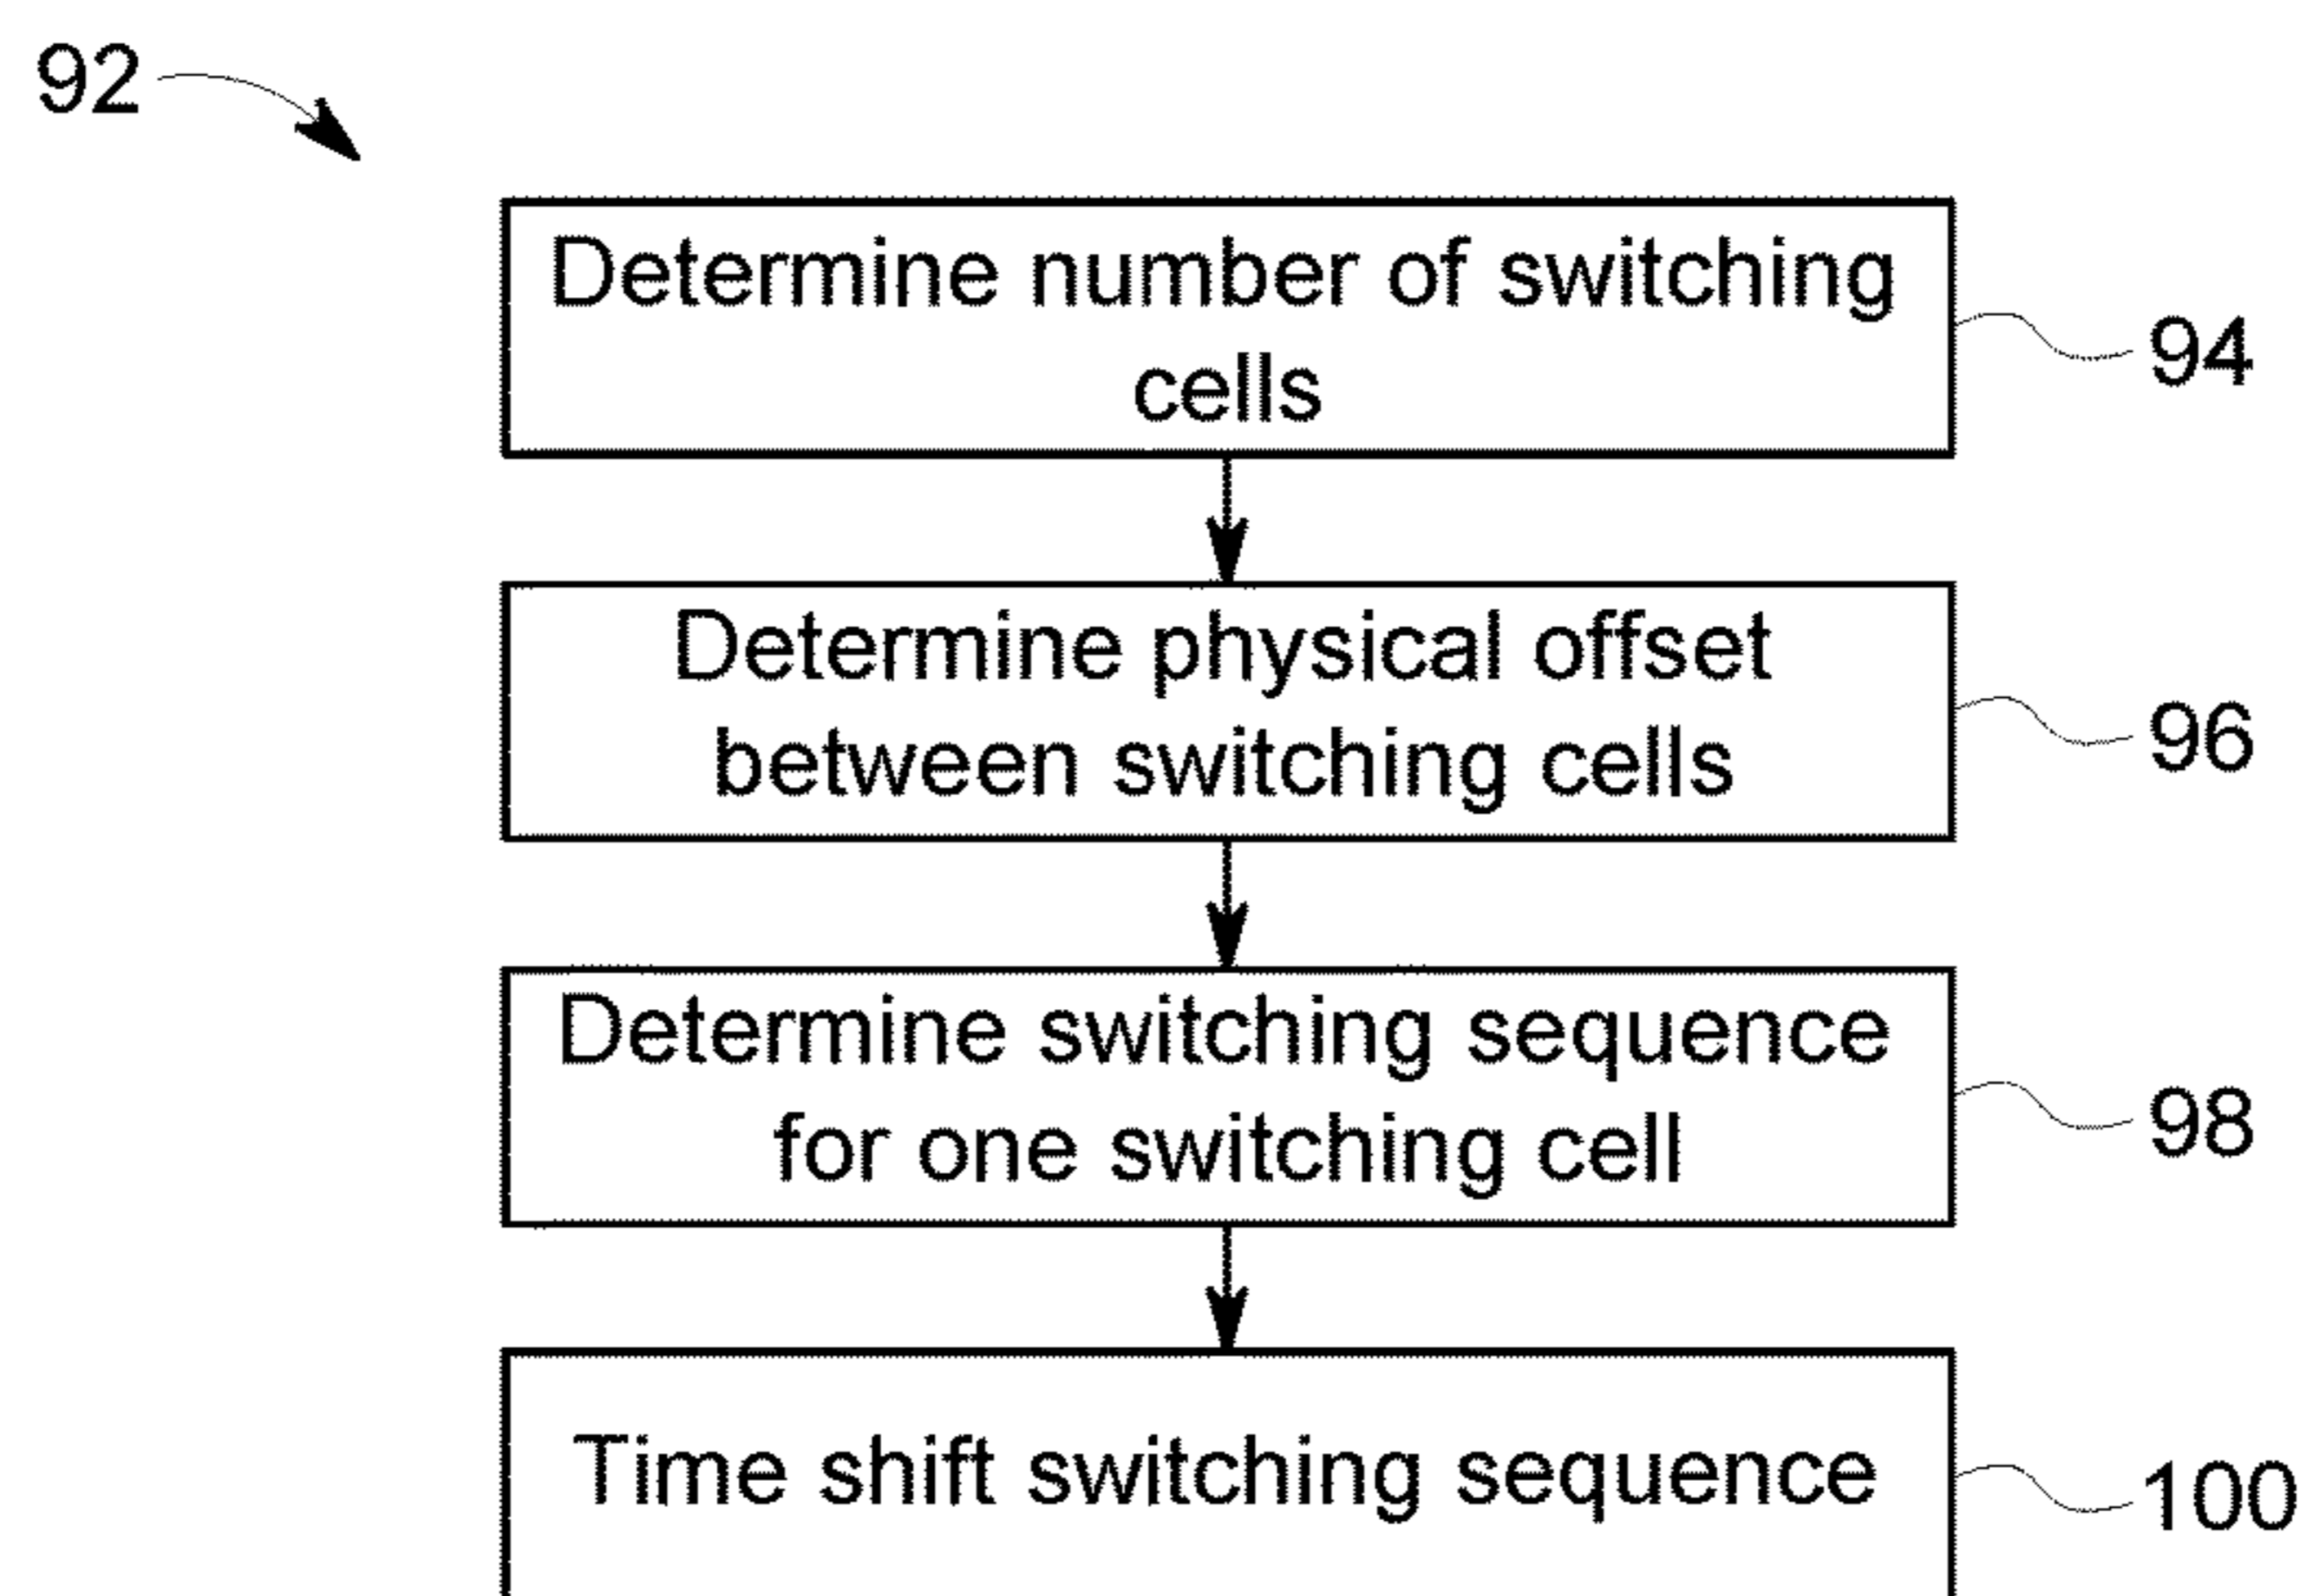 92
Determine number of switching
cells
94
Determine physical offset
between switching cells
96
Determine switching sequence
for one switching cell
98
Time shift switching sequence
100